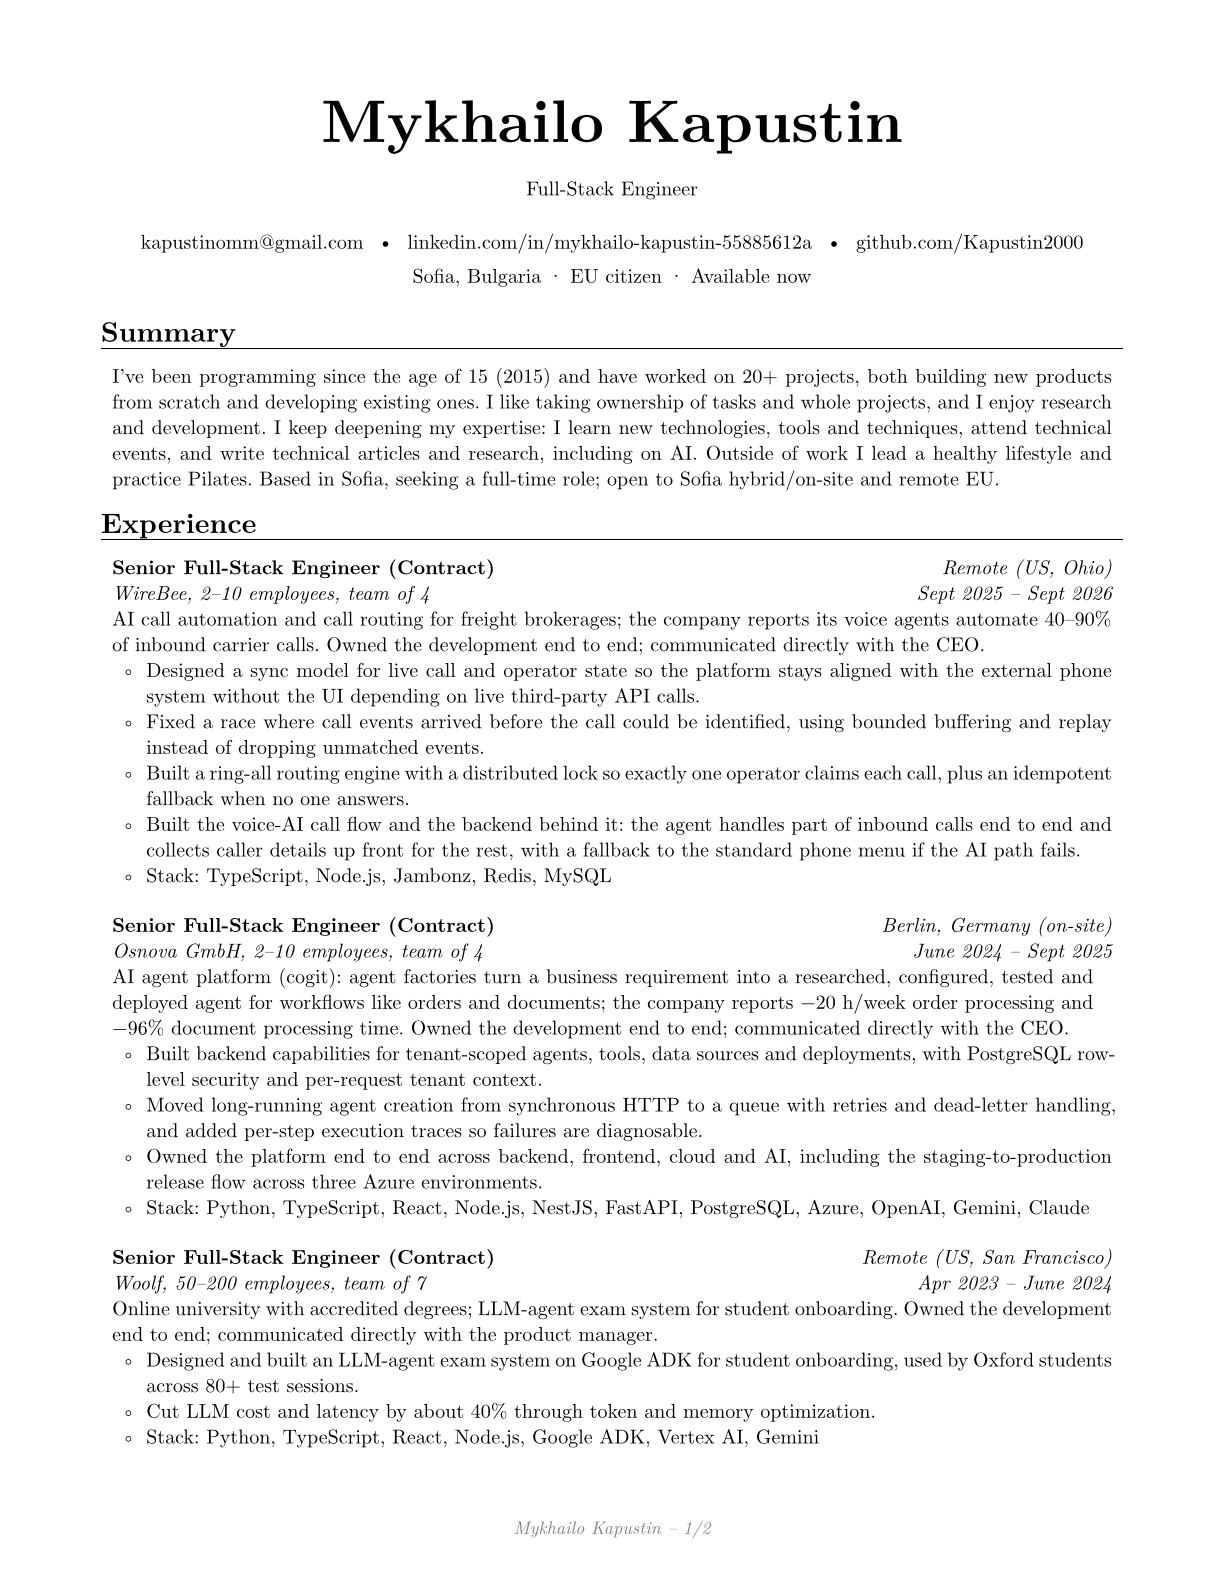 Mykhailo Kapustin
Full-Stack Engineer
kapustinomm@gmail.com • linkedin.com/in/mykhailo-kapustin-55885612a • github.com/Kapustin2000
Sofia, Bulgaria · EU citizen · Available now
Summary
I've been programming since the age of 15 (2015) and have worked on 20+ projects, both building new products
from scratch and developing existing ones. I like taking ownership of tasks and whole projects, and I enjoy research
and development. I keep deepening my expertise: I learn new technologies, tools and techniques, attend technical
events, and write technical articles and research, including on AI. Outside of work I lead a healthy lifestyle and
practice Pilates. Based in Sofia, seeking a full-time role; open to Sofia hybrid/on-site and remote EU.
Experience
Senior Full-Stack Engineer (Contract) Remote (US, Ohio)
WireBee, 2–10 employees, team of 4 Sept 2025 – Sept 2026
AI call automation and call routing for freight brokerages; the company reports its voice agents automate 40–90%
of inbound carrier calls. Owned the development end to end; communicated directly with the CEO.
◦ Designed a sync model for live call and operator state so the platform stays aligned with the external phone
system without the UI depending on live third-party API calls.
◦ Fixed a race where call events arrived before the call could be identified, using bounded buffering and replay
instead of dropping unmatched events.
◦ Built a ring-all routing engine with a distributed lock so exactly one operator claims each call, plus an idempotent
fallback when no one answers.
◦ Built the voice-AI call flow and the backend behind it: the agent handles part of inbound calls end to end and
collects caller details up front for the rest, with a fallback to the standard phone menu if the AI path fails.
◦ Stack: TypeScript, Node.js, Jambonz, Redis, MySQL
Senior Full-Stack Engineer (Contract) Berlin, Germany (on-site)
Osnova GmbH, 2–10 employees, team of 4 June 2024 – Sept 2025
AI agent platform (cogit): agent factories turn a business requirement into a researched, configured, tested and
deployed agent for workflows like orders and documents; the company reports −20 h/week order processing and
−96% document processing time. Owned the development end to end; communicated directly with the CEO.
◦ Built backend capabilities for tenant-scoped agents, tools, data sources and deployments, with PostgreSQL row-
level security and per-request tenant context.
◦ Moved long-running agent creation from synchronous HTTP to a queue with retries and dead-letter handling,
and added per-step execution traces so failures are diagnosable.
◦ Owned the platform end to end across backend, frontend, cloud and AI, including the staging-to-production
release flow across three Azure environments.
◦ Stack: Python, TypeScript, React, Node.js, NestJS, FastAPI, PostgreSQL, Azure, OpenAI, Gemini, Claude
Senior Full-Stack Engineer (Contract) Remote (US, San Francisco)
Woolf, 50–200 employees, team of 7 Apr 2023 – June 2024
Online university with accredited degrees; LLM-agent exam system for student onboarding. Owned the development
end to end; communicated directly with the product manager.
◦ Designed and built an LLM-agent exam system on Google ADK for student onboarding, used by Oxford students
across 80+ test sessions.
◦ Cut LLM cost and latency by about 40% through token and memory optimization.
◦ Stack: Python, TypeScript, React, Node.js, Google ADK, Vertex AI, Gemini
Mykhailo Kapustin – 1/2